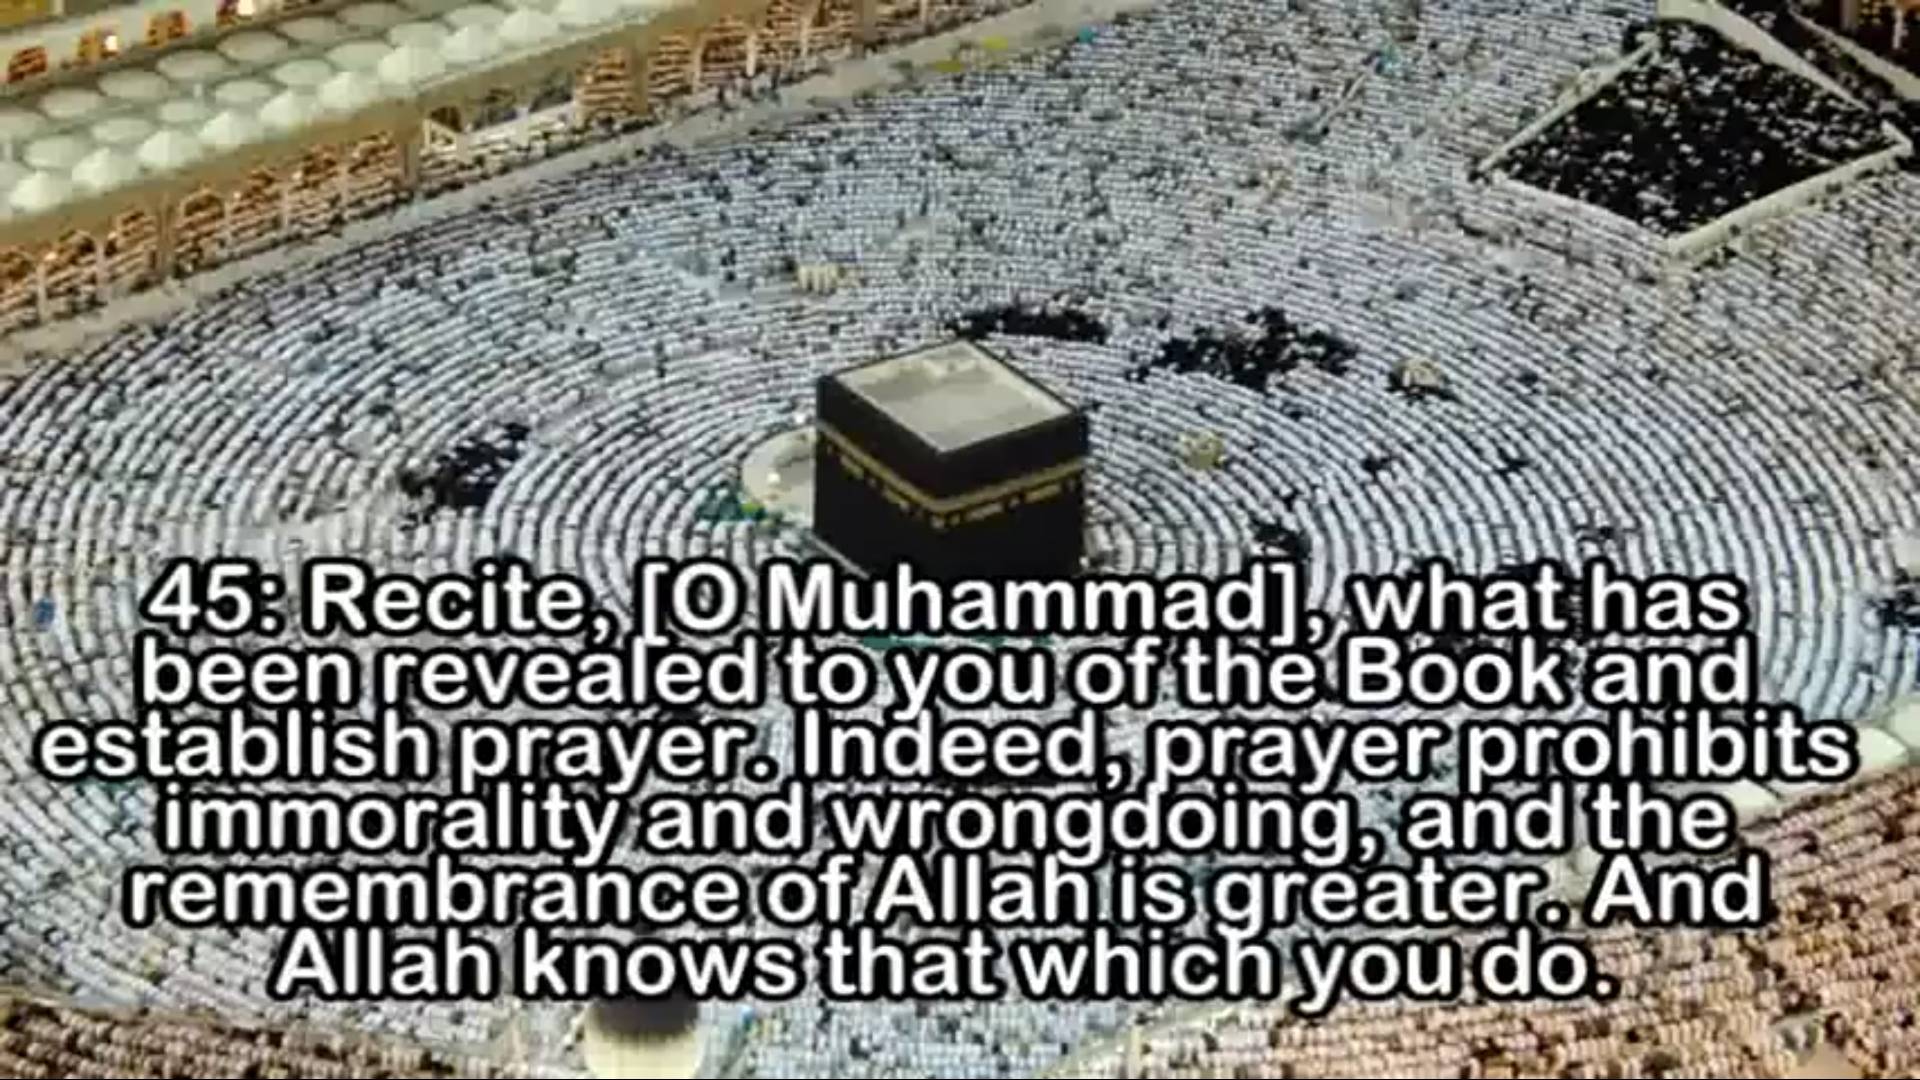 45: Recite, [O Muhammad], what has
been revealed to you of the Book and
establish prayer. Indeed, prayer prohibits
immorality and wrongdoing, and the
remembrance of Allah is greater. And
Allah knows that which you do.